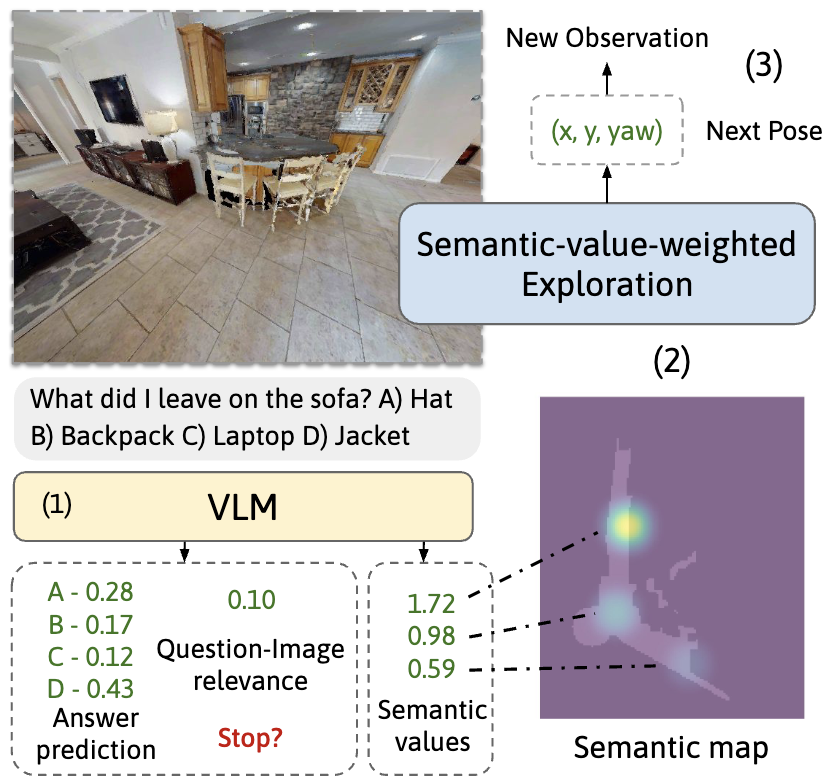 New Observation
(3)
(x, y, yaw)
Next Pose
Semantic-value-weighted
Exploration
(2)
What did I leave on the sofa? A) Hat
B) Backpack C) Laptop D) Jacket
(1)
VLM
A - 0.28
B - 0.17
C - 0.12
D - 0.43
Answer
prediction
0.10
Question-Image
relevance
Stop?
1.72
0.98
0.59
Semantic
values
Semantic map